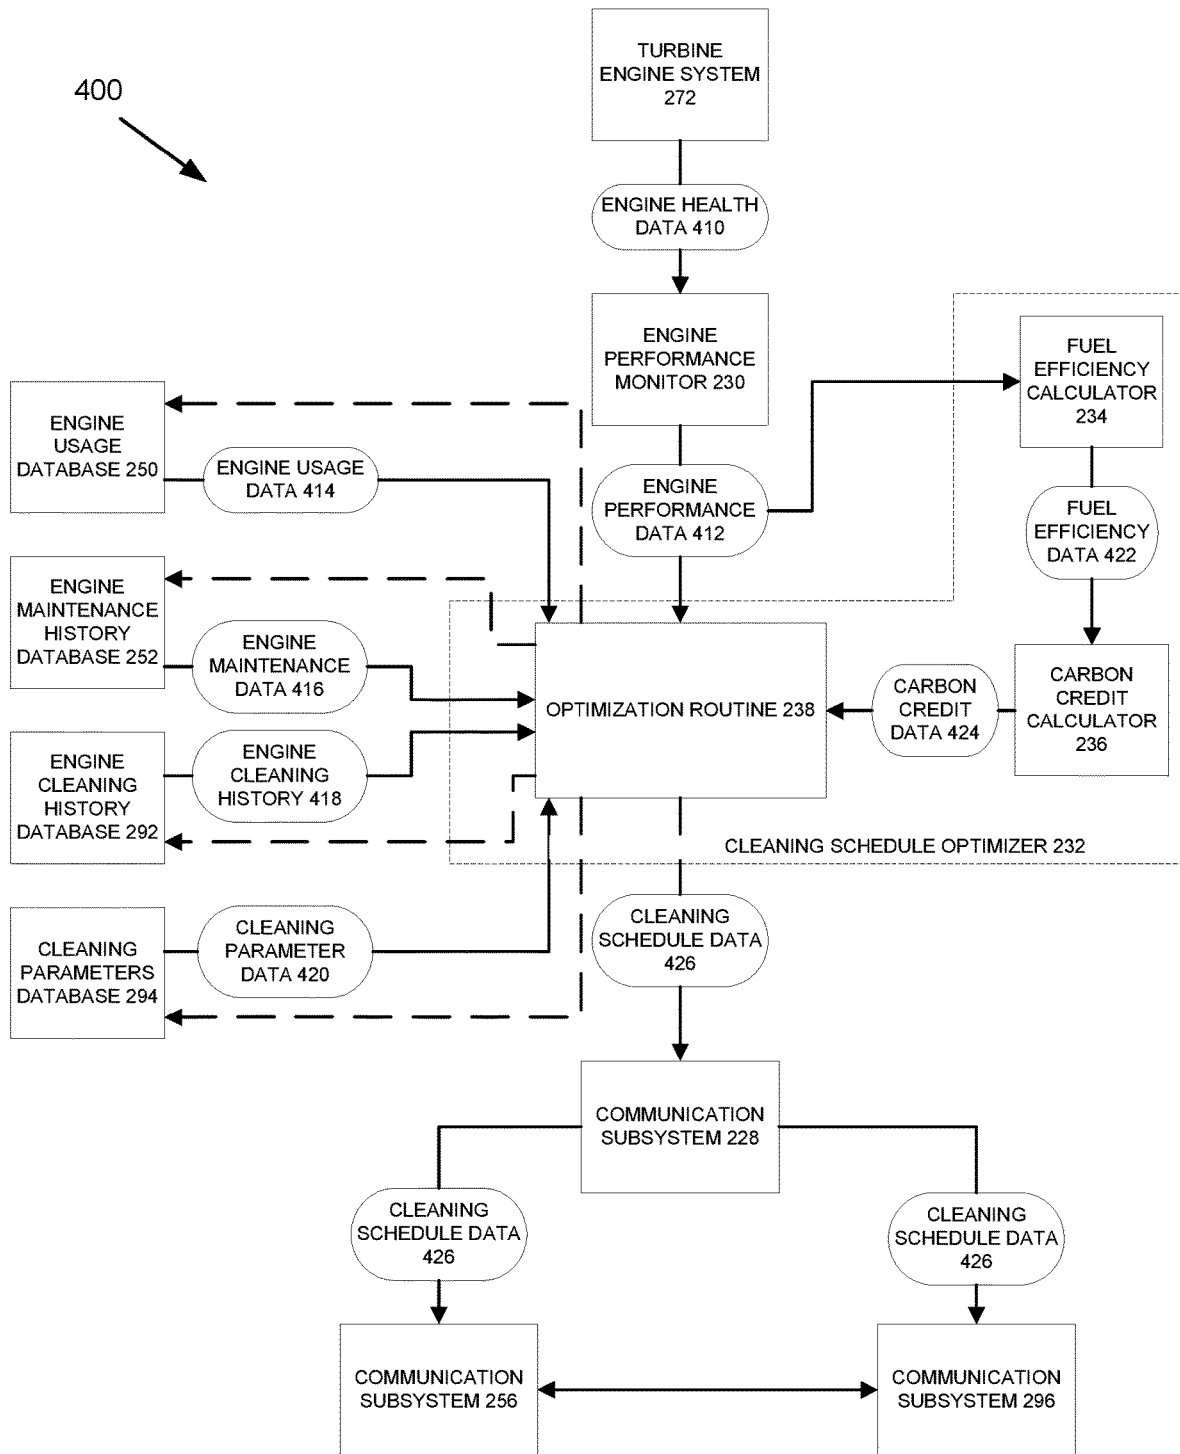 400
TURBINE
ENGINE SYSTEM
272
ENGINE HEALTH
DATA 410
ENGINE
PERFORMANCE
MONITOR 230
FUEL
EFFICIENCY
CALCULATOR
234
ENGINE
USAGE
DATABASE 250
ENGINE USAGE
DATA 414
ENGINE
PERFORMANCE
DATA 412
FUEL
EFFICIENCY
DATA 422
ENGINE
MAINTENANCE
HISTORY
DATABASE 252
ENGINE
MAINTENANCE
DATA 416
OPTIMIZATION ROUTINE 238
CARBON
CREDIT
DATA 424
CARBON
CREDIT
CALCULATOR
236
ENGINE
CLEANING
HISTORY
DATABASE 292
ENGINE
CLEANING
HISTORY 418
CLEANING SCHEDULE OPTIMIZER 232
CLEANING
PARAMETERS
DATABASE 294
CLEANING
PARAMETER
DATA 420
CLEANING
SCHEDULE DATA
426
COMMUNICATION
SUBSYSTEM 228
CLEANING
SCHEDULE DATA
426
CLEANING
SCHEDULE DATA
426
COMMUNICATION
SUBSYSTEM 256
COMMUNICATION
SUBSYSTEM 296